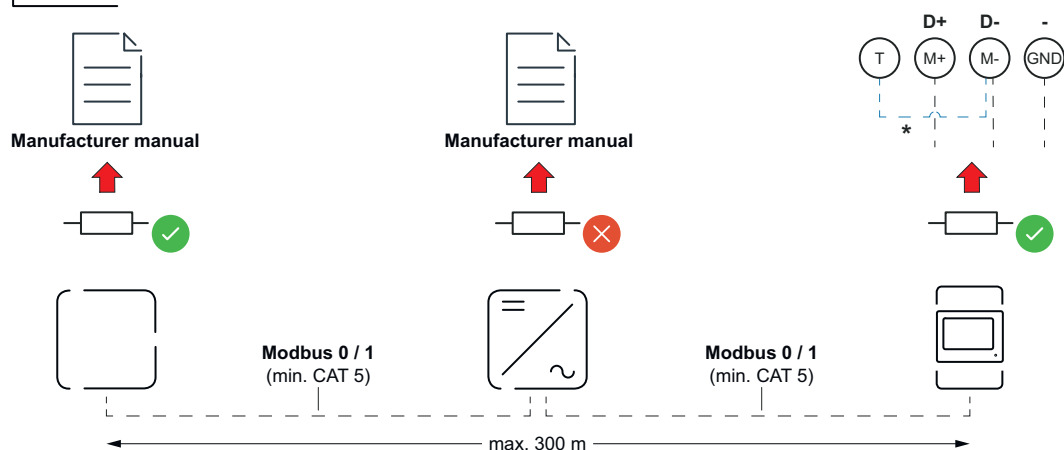 D+ D- -
T M+ M- GND
*
Manufacturer manual Manufacturer manual
Modbus 0 / 1 Modbus 0 / 1
(min. CAT 5) (min. CAT 5)
max. 300 m